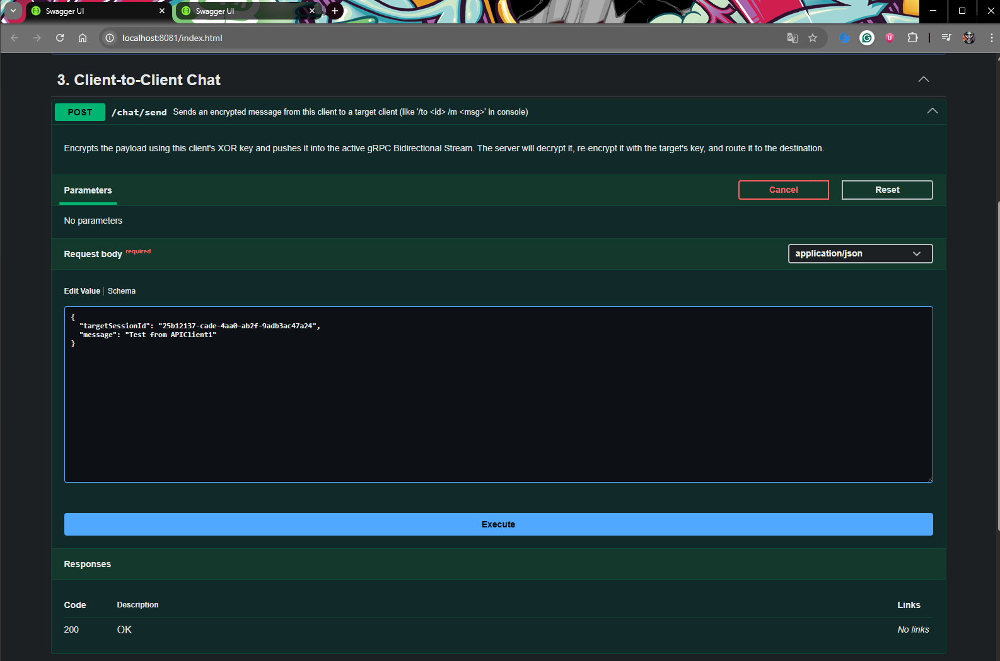 Swagger UI
Swagger UI
localhost:8081/index.html
3. Client-to-Client Chat
POST /chat/send Sends an encrypted message from this client to a target client (like '/to <id> /m <msg>' in console)
Encrypts the payload using this client's XOR key and pushes it into the active gRPC Bidirectional Stream. The server will decrypt it, re-encrypt it with the target's key, and route it to the destination.
Parameters
Cancel
Reset
No parameters
Request body required
application/json
Edit Value | Schema
{
  "targetSessionId": "25b12137-cade-4aa0-ab2f-9adb3ac47a24",
  "message": "Test from APIClient1"
}
Execute
Responses
Code Description Links
200 OK No links